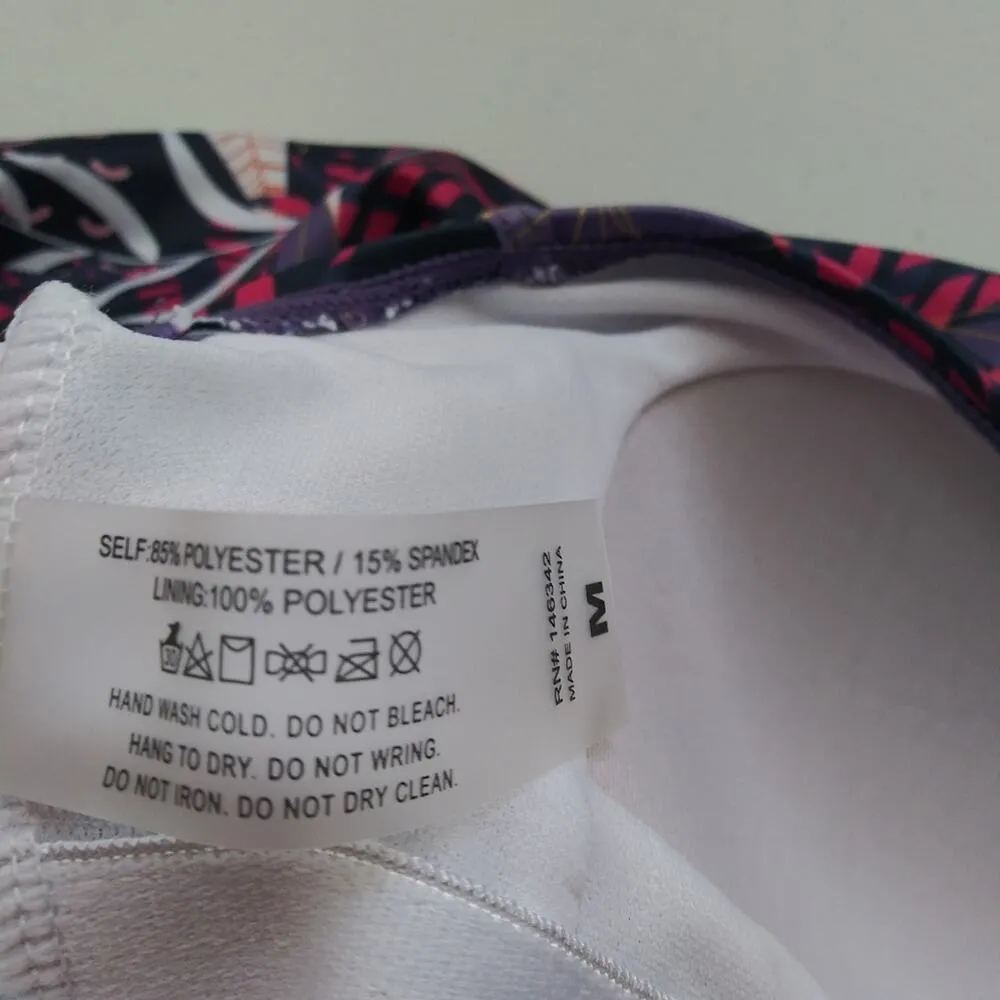 SELF:85% POLYESTER / 15% SPANDEX
LINING:100% POLYESTER
30
HAND WASH COLD. DO NOT BLEACH.
HANG TO DRY. DO NOT WRING.
DO NOT IRON. DO NOT DRY CLEAN.
RN# 146342
MADE IN CHINA
M